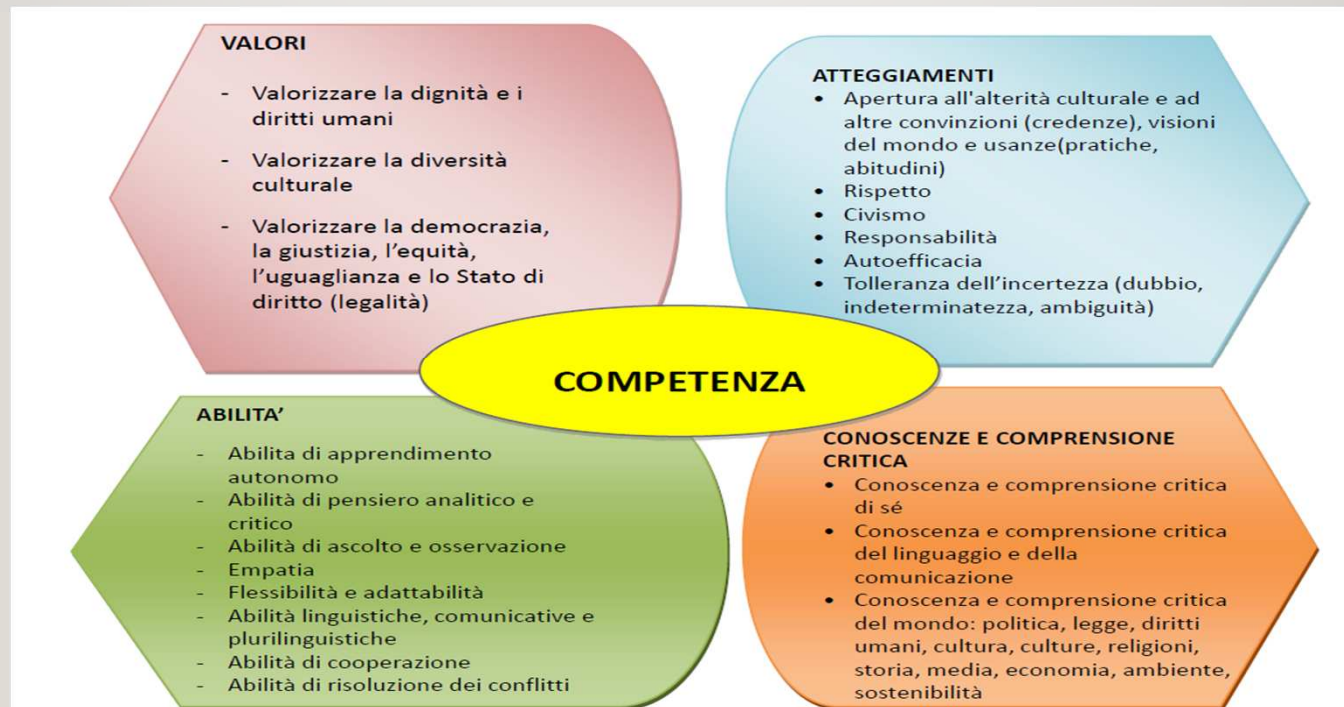 VALORI
- Valorizzare la dignità e i
diritti umani
- Valorizzare la diversità
culturale
- Valorizzare la democrazia,
la giustizia, l'equità,
l'uguaglianza e lo Stato di
diritto (legalità)
ATTEGGIAMENTI
• Apertura all'alterità culturale e ad
altre convinzioni (credenze), visioni
del mondo e usanze(pratiche,
abitudini)
• Rispetto
• Civismo
• Responsabilità
• Autoefficacia
• Tolleranza dell'incertezza (dubbio,
indeterminatezza, ambiguità)
COMPETENZA
ABILITA'
- Abilita di apprendimento
autonomo
- Abilità di pensiero analitico e
critico
- Abilità di ascolto e osservazione
- Empatia
- Flessibilità e adattabilità
- Abilità linguistiche, comunicative e
plurilinguistiche
- Abilità di cooperazione
- Abilità di risoluzione dei conflitti
CONOSCENZE E COMPRENSIONE
CRITICA
• Conoscenza e comprensione critica
di sé
• Conoscenza e comprensione critica
del linguaggio e della
comunicazione
• Conoscenza e comprensione critica
del mondo: politica, legge, diritti
umani, cultura, culture, religioni,
storia, media, economia, ambiente,
sostenibilità